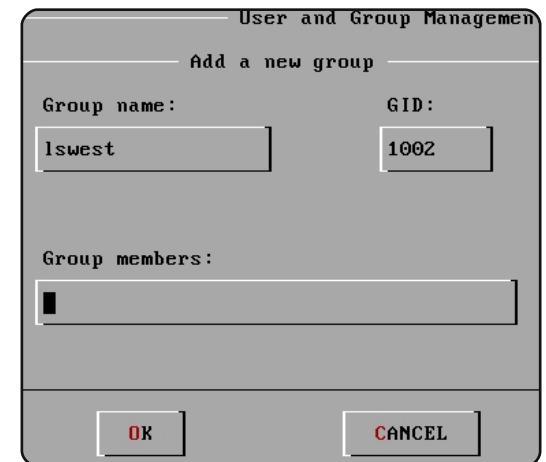 User and Group Managemen
Add a new group
Group name: GID:
lswest 1002
Group members:
OK CANCEL